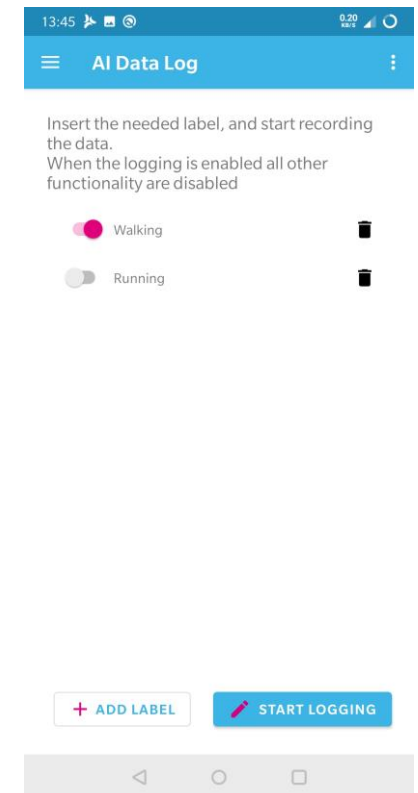 13:45
0.20
KB/S
AI Data Log
Insert the needed label, and start recording
the data.
When the logging is enabled all other
functionality are disabled
Walking
Running
ADD LABEL
START LOGGING